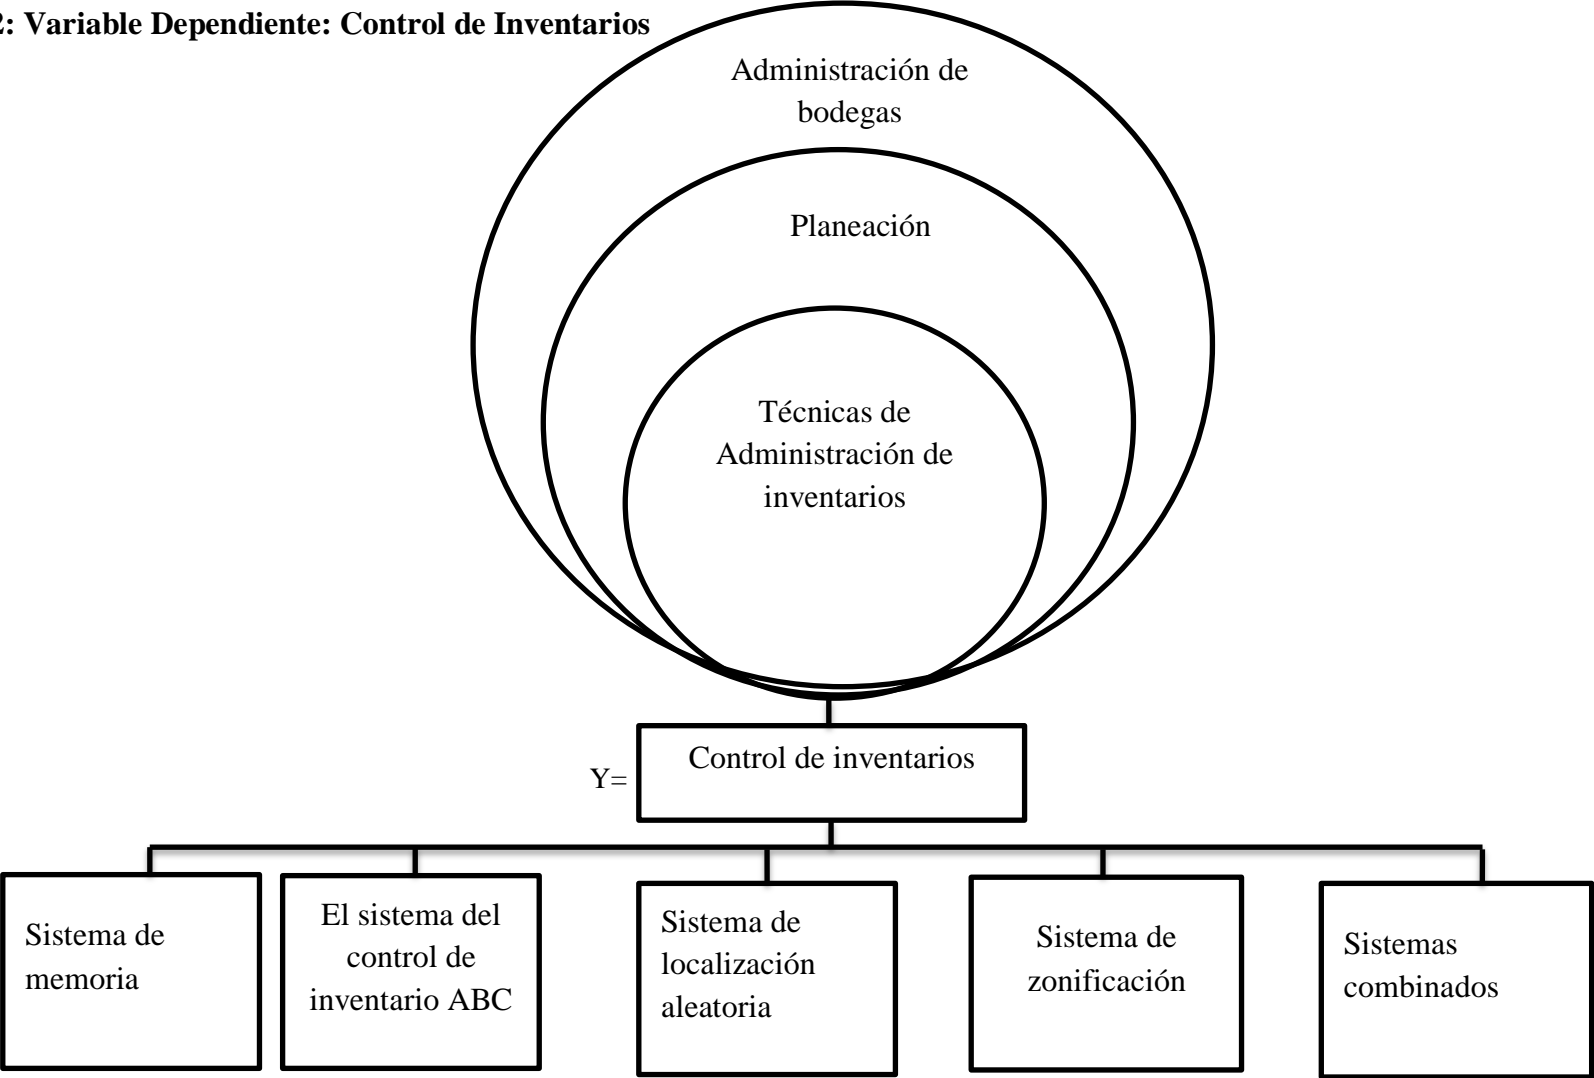 2: Variable Dependiente: Control de Inventarios
Administración de
bodegas
Planeación
Técnicas de
Administración de
inventarios
Control de inventarios
Y=
Sistema de
memoria
El sistema del
control de
inventario ABC
Sistema de
localización
aleatoria
Sistema de
zonificación
Sistemas
combinados